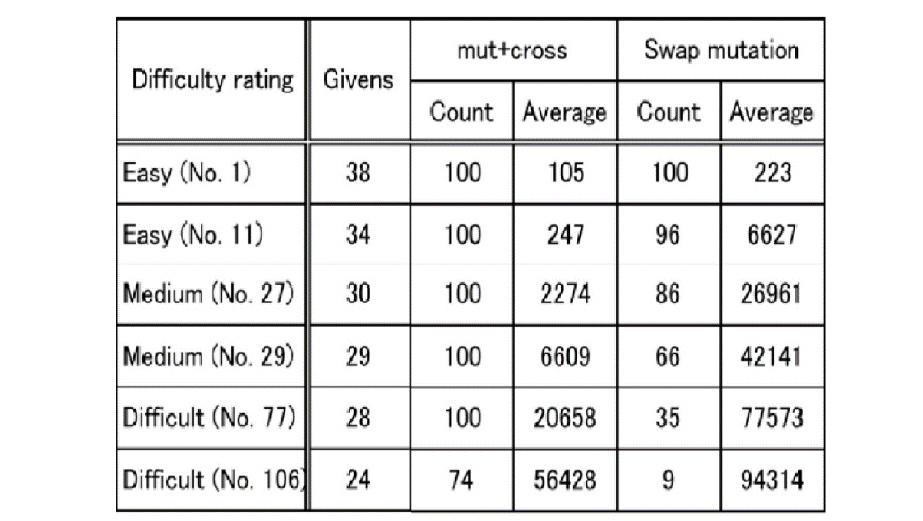 Difficulty rating Givens mut+cross Swap mutation
Count Average Count Average
Easy (No. 1) 38 100 105 100 223
Easy (No. 11) 34 100 247 96 6627
Medium (No. 27) 30 100 2274 86 26961
Medium (No. 29) 29 100 6609 66 42141
Difficult (No. 77) 28 100 20658 35 77573
Difficult (No. 106) 24 74 56428 9 94314